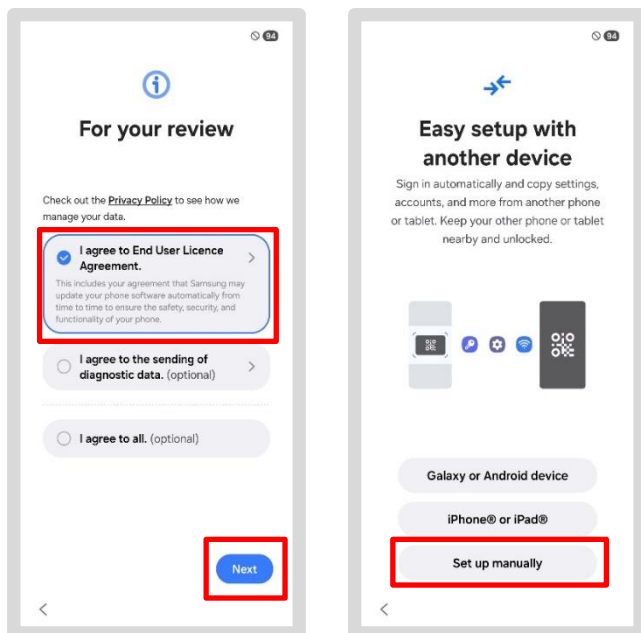 94
For your review
Check out the Privacy Policy to see how we
manage your data.
I agree to End User Licence
Agreement.
This includes your agreement that Samsung may
update your phone software automatically from
time to time to ensure the safety, security, and
functionality of your phone.
I agree to the sending of
diagnostic data. (optional)
I agree to all. (optional)
Next
94
Easy setup with
another device
Sign in automatically and copy settings,
accounts, and more from another phone
or tablet. Keep your other phone or tablet
nearby and unlocked.
Galaxy or Android device
iPhone® or iPad®
Set up manually